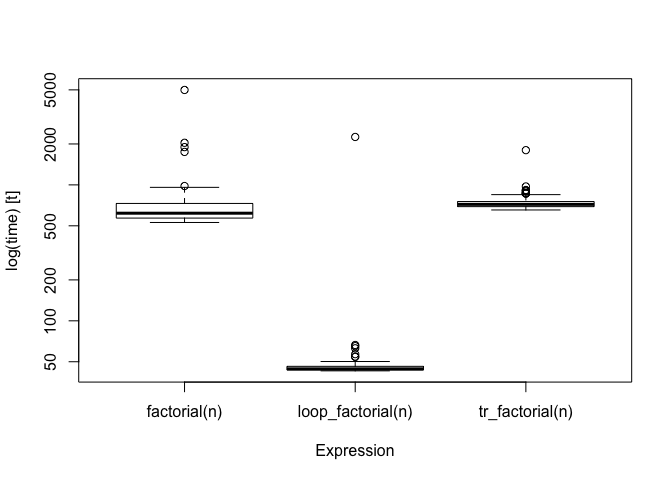 log(time) [t]
5000
2000
500
200
100
50
factorial(n)
loop_factorial(n)
tr_factorial(n)
Expression